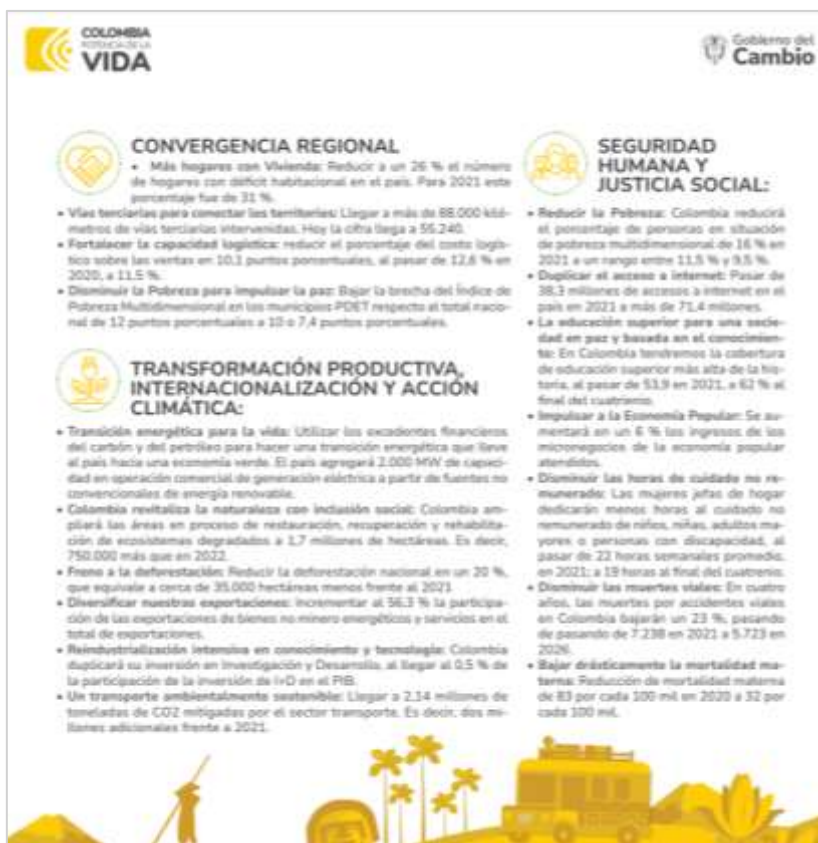 COLOMBIA
POTENCIA DE LA
VIDA
Gobierno del
Cambio
CONVERGENCIA REGIONAL
• Más hogares con Vivienda: Reducir a un 26 % el número
de hogares con déficit habitacional en el país. Para 2021 este
porcentaje fue de 31 %.
• Vías terciarias para conectar los territorios: Llegar a más de 88.000 kiló-
metros de vías terciarias intervenidas. Hoy la cifra llega a 55.240.
• Fortalecer la capacidad logística: reducir el porcentaje del costo logís-
tico sobre las ventas en 10,1 puntos porcentuales, al pasar de 12,6 % en
2020, a 11,5 %.
• Disminuir la Pobreza para impulsar la paz: Bajar la brecha del Índice de
Pobreza Multidimensional en los municipios PDET respecto al total nacio-
nal de 12 puntos porcentuales a 10 o 7,4 puntos porcentuales.
TRANSFORMACIÓN PRODUCTIVA,
INTERNACIONALIZACIÓN Y ACCIÓN
CLIMÁTICA:
• Transición energética para la vida: Utilizar los excedentes financieros
del carbón y del petróleo para hacer una transición energética que lleve
al país hacia una economía verde. El país agregará 2.000 MW de capaci-
dad en operación comercial de generación eléctrica a partir de fuentes no
convencionales de energía renovable.
• Colombia revitaliza la naturaleza con inclusión social: Colombia am-
pliará las áreas en proceso de restauración, recuperación y rehabilita-
ción de ecosistemas degradados a 1,7 millones de hectáreas. Es decir,
750.000 más que en 2022.
• Freno a la deforestación: Reducir la deforestación nacional en un 20 %,
que equivale a cerca de 35.000 hectáreas menos frente al 2021
• Diversificar nuestras exportaciones: incrementar al 56,3 % la participa-
ción de las exportaciones de bienes no minero energéticos y servicios en el
total de exportaciones.
• Reindustrialización intensiva en conocimiento y tecnología: Colombia
duplicará su inversión en Investigación y Desarrollo, al llegar al 0,5 % de
la participación de la inversión de I+D en el PIB.
• Un transporte ambientalmente sostenible: Llegar a 2,14 millones de
toneladas de CO2 mitigadas por el sector transporte. Es decir, dos mi-
llones adicionales frente a 2021.
SEGURIDAD
HUMANA Y
JUSTICIA SOCIAL:
• Reducir la Pobreza: Colombia reducirá
el porcentaje de personas en situación
de pobreza multidimensional de 16 % en
2021 a un rango entre 11,5 % y 9,5 %.
• Duplicar el acceso a internet: Pasar de
38,3 millones de accesos a internet en el
país en 2021 a más de 71,4 millones.
• La educación superior para una socie-
dad en paz y basada en el conocimien-
to: En Colombia tendremos la cobertura
de educación superior más alta de la his-
toria, al pasar de 53,9 en 2021, a 62 % al
final del cuatrienio.
• Impulsar a la Economía Popular: Se au-
mentará en un 6 % los ingresos de los
micronegocios de la economía popular
atendidos.
• Disminuir las horas de cuidado no re-
munerado: Las mujeres jefas de hogar
dedicarán menos horas al cuidado no
remunerado de niños, niñas, adultos ma-
yores o personas con discapacidad, al
pasar de 22 horas semanales promedio,
en 2021; a 19 horas al final del cuatrenio.
• Disminuir las muertes viales: En cuatro
años, las muertes por accidentes viales
en Colombia bajarán un 23 %, pasando
de pasando de 7.238 en 2021 a 5.723 en
2026.
• Bajar drásticamente la mortalidad ma-
terna: Reducción de mortalidad materna
de 83 por cada 100 mil en 2020 a 32 por
cada 100 mil.